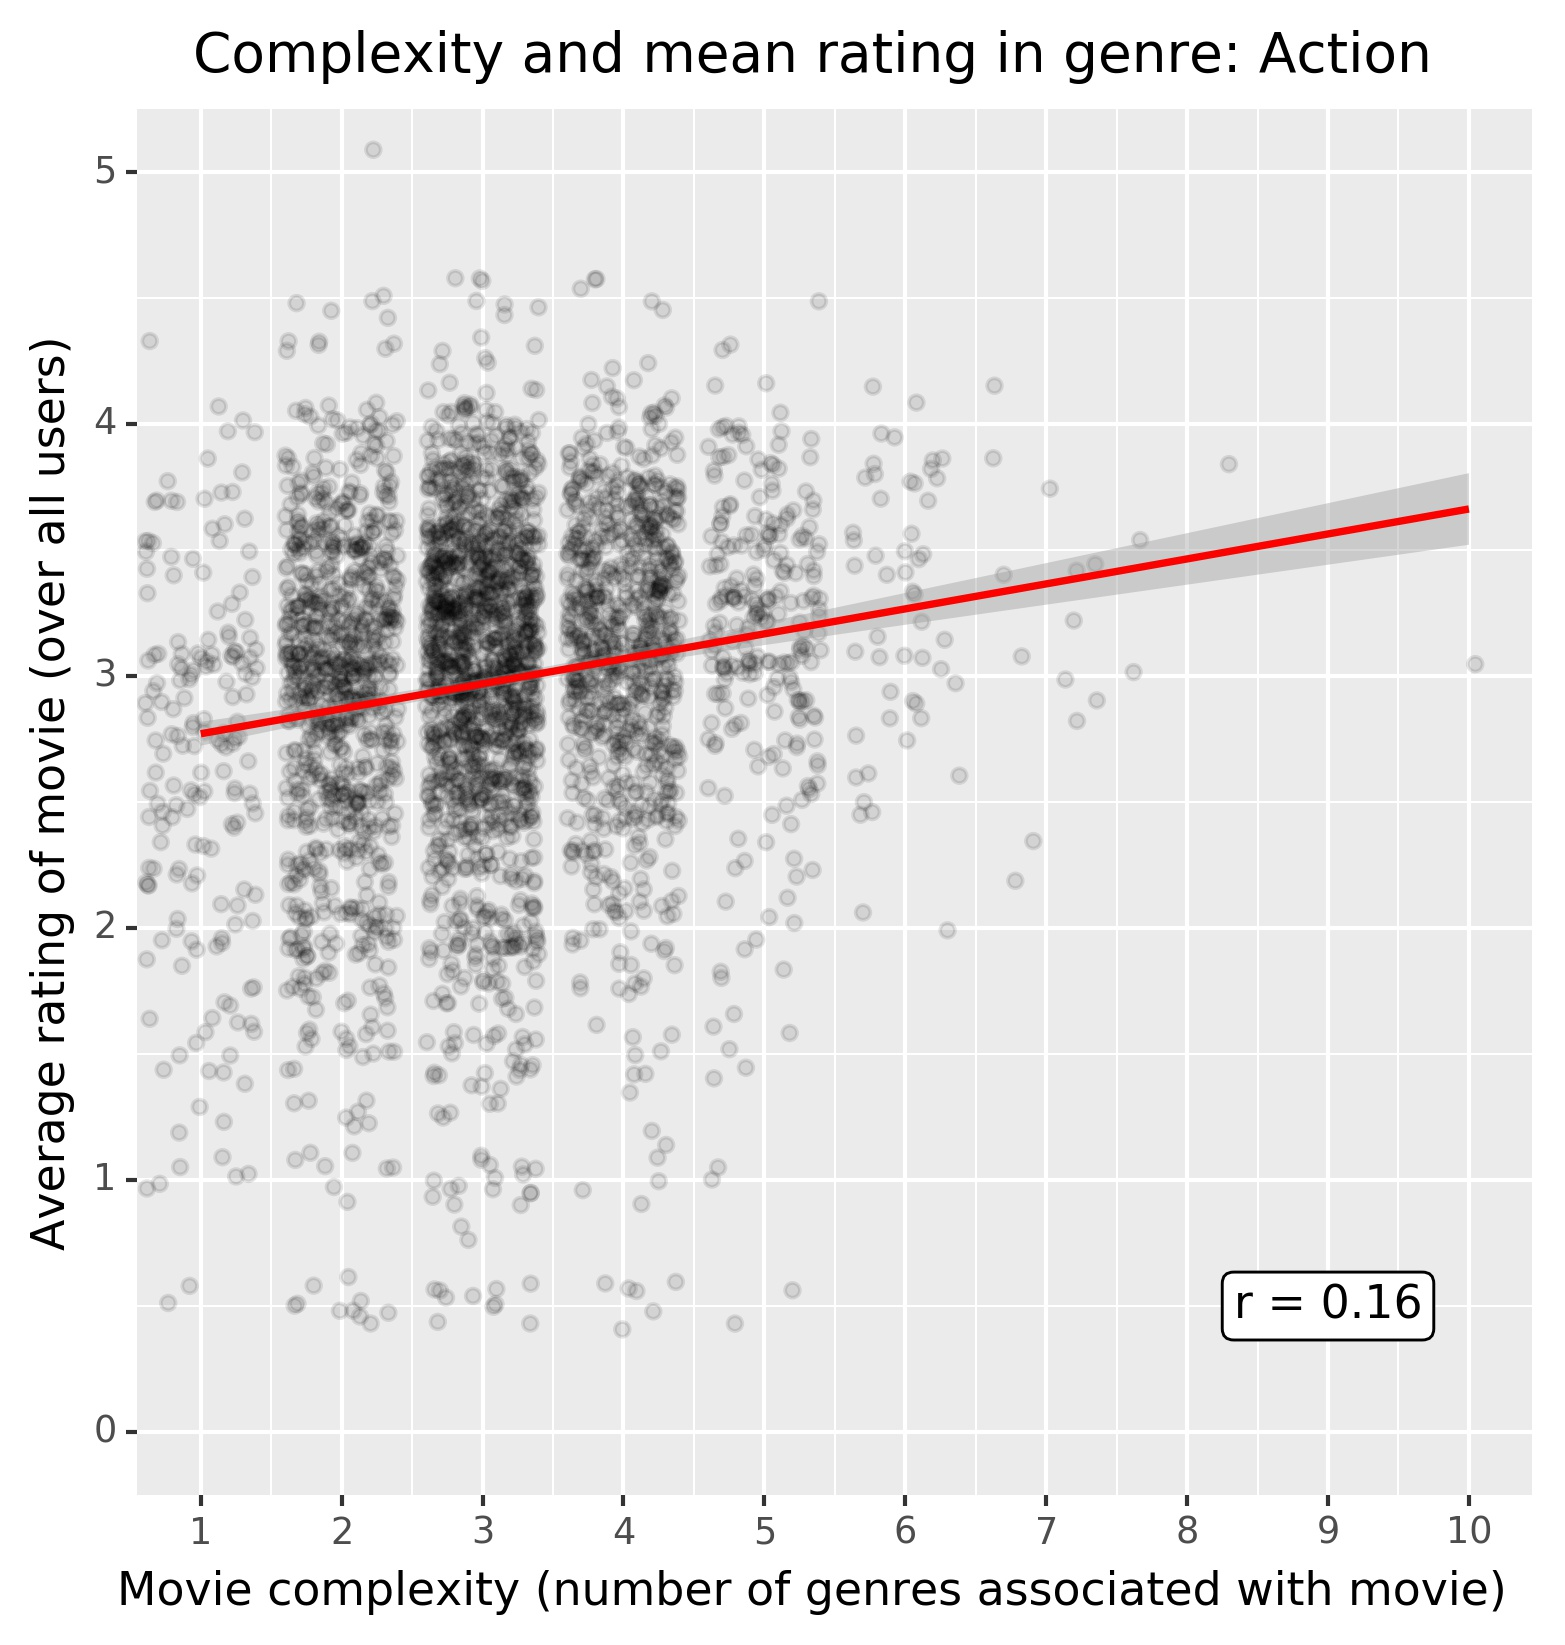 Complexity and mean rating in genre: Action
Average rating of movie (over all users)
5
4
3
2
1
0
r = 0.16
1 2 3 4 5 6 7 8 9 10
Movie complexity (number of genres associated with movie)